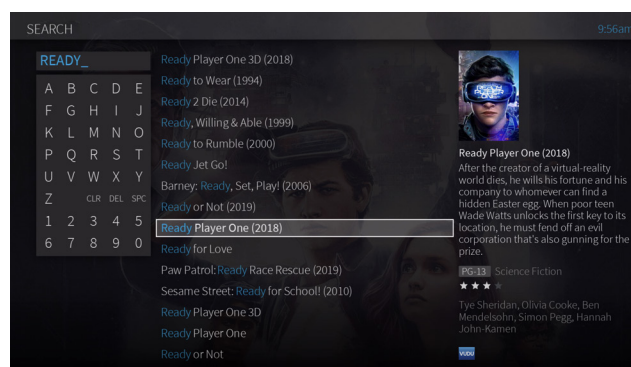 SEARCH
9:56am
READY_
A B C D E
F G H I J
K L M N O
P Q R S T
U V W X Y
Z CLR DEL SPC
1 2 3 4 5
6 7 8 9 0
Ready Player One 3D (2018)
Ready to Wear (1994)
Ready 2 Die (2014)
Ready, Willing & Able (1999)
Ready to Rumble (2000)
Ready Jet Go!
Barney: Ready, Set, Play! (2006)
Ready or Not (2019)
Ready Player One (2018)
Ready for Love
Paw Patrol:Ready Race Rescue (2019)
Sesame Street: Ready for School! (2010)
Ready Player One 3D
Ready Player One
Ready or Not
READY
PLAYER
ONE
Ready Player One (2018)
After the creator of a virtual-reality
world dies, he wills his fortune and his
company to whomever can find a
hidden Easter egg. When poor teen
Wade Watts unlocks the first key to its
location, he must fend off an evil
corporation that's also gunning for the
prize.
PG-13 Science Fiction
Tye Sheridan, Olivia Cooke, Ben
Mendelsohn, Simon Pegg, Hannah
John-Kamen
VUDU